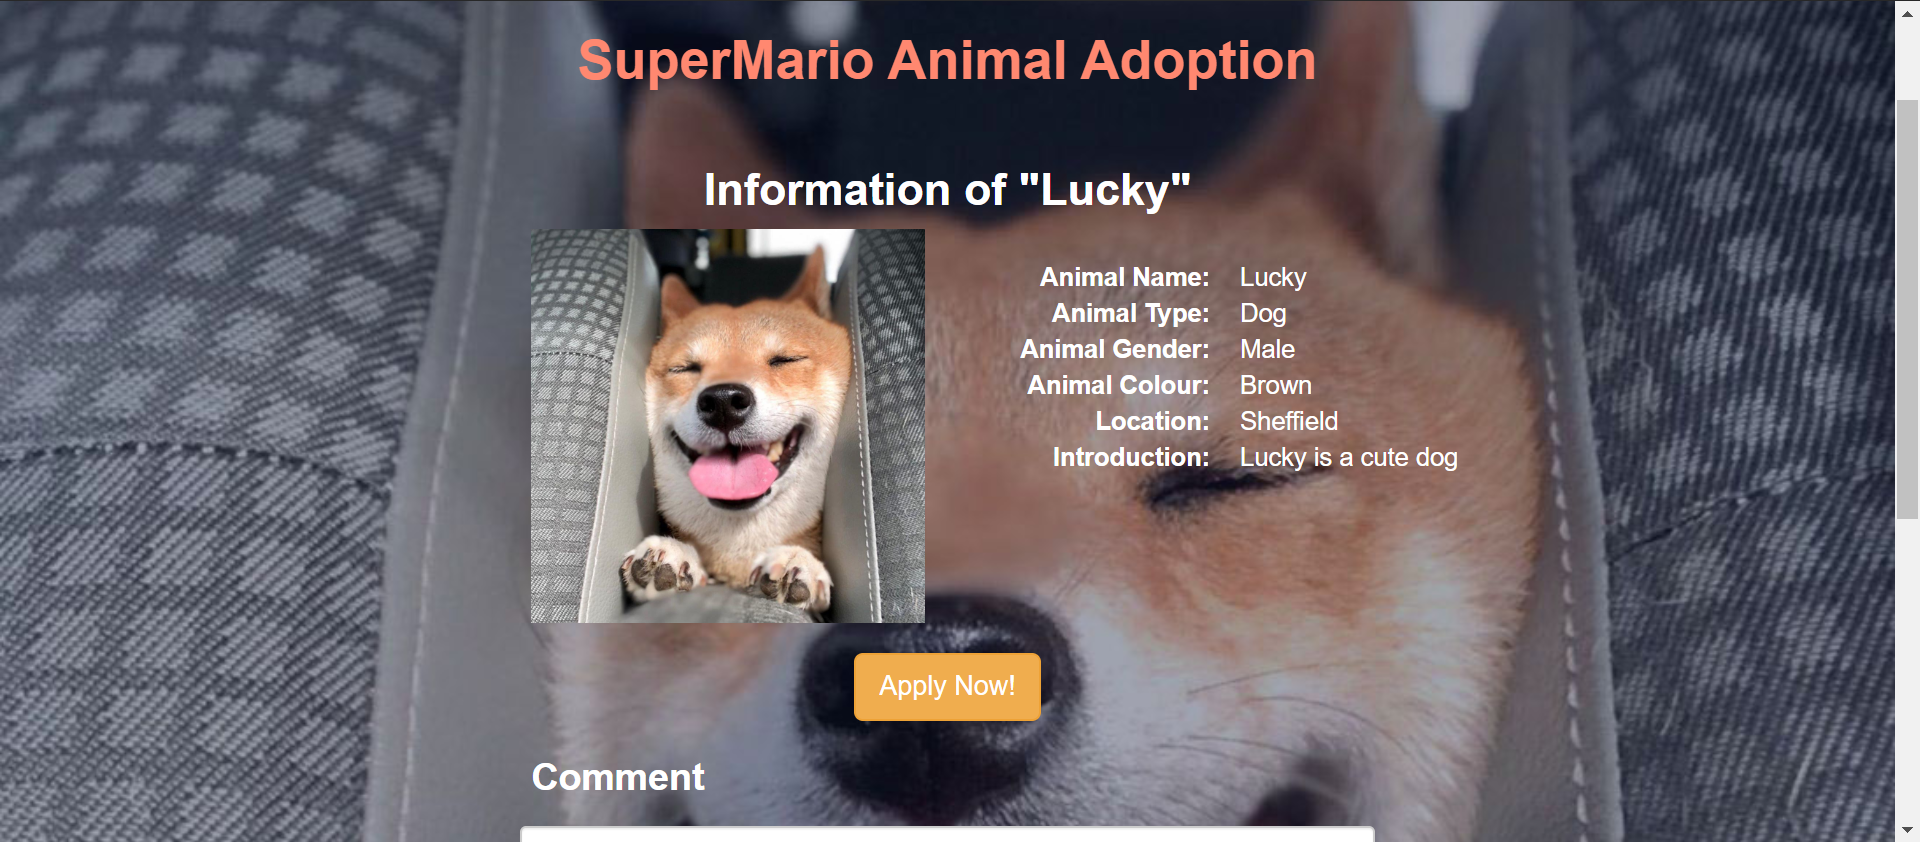 SuperMario Animal Adoption
Information of "Lucky"
Animal Name: Lucky
Animal Type: Dog
Animal Gender: Male
Animal Colour: Brown
Location: Sheffield
Introduction: Lucky is a cute dog
Apply Now!
Comment